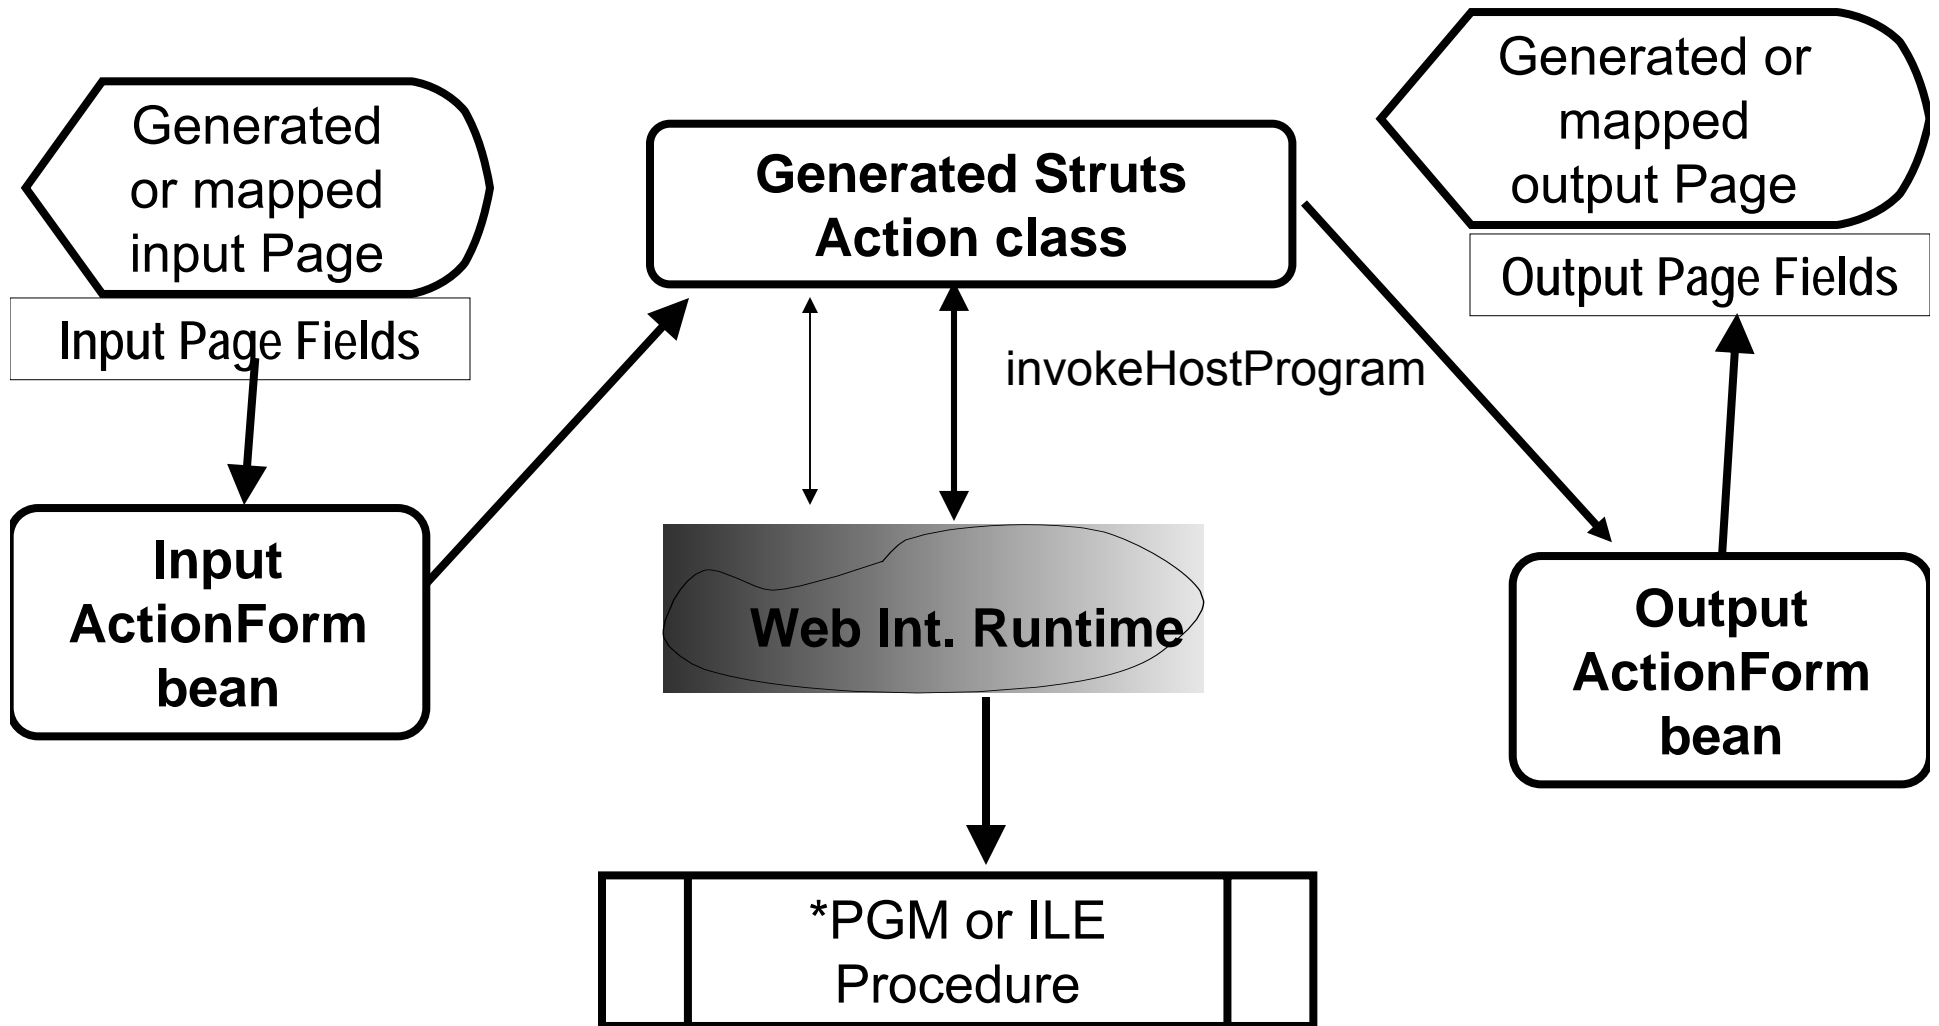 Generated
or mapped
input Page
Input Page Fields
Input
ActionForm
bean
Generated Struts
Action class
invokeHostProgram
Web Int. Runtime
*PGM or ILE
Procedure
Generated or
mapped
output Page
Output Page Fields
Output
ActionForm
bean